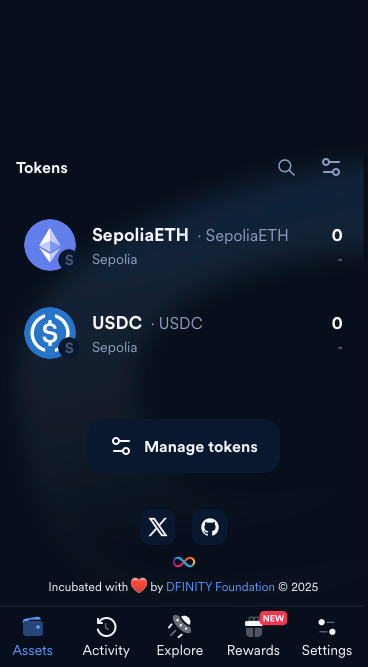 Tokens
SepoliaETH · SepoliaETH 0
Sepolia -
S
USDC · USDC 0
Sepolia -
S
Manage tokens
Incubated with ❤️ by DFINITY Foundation © 2025
NEW
Assets Activity Explore Rewards Settings